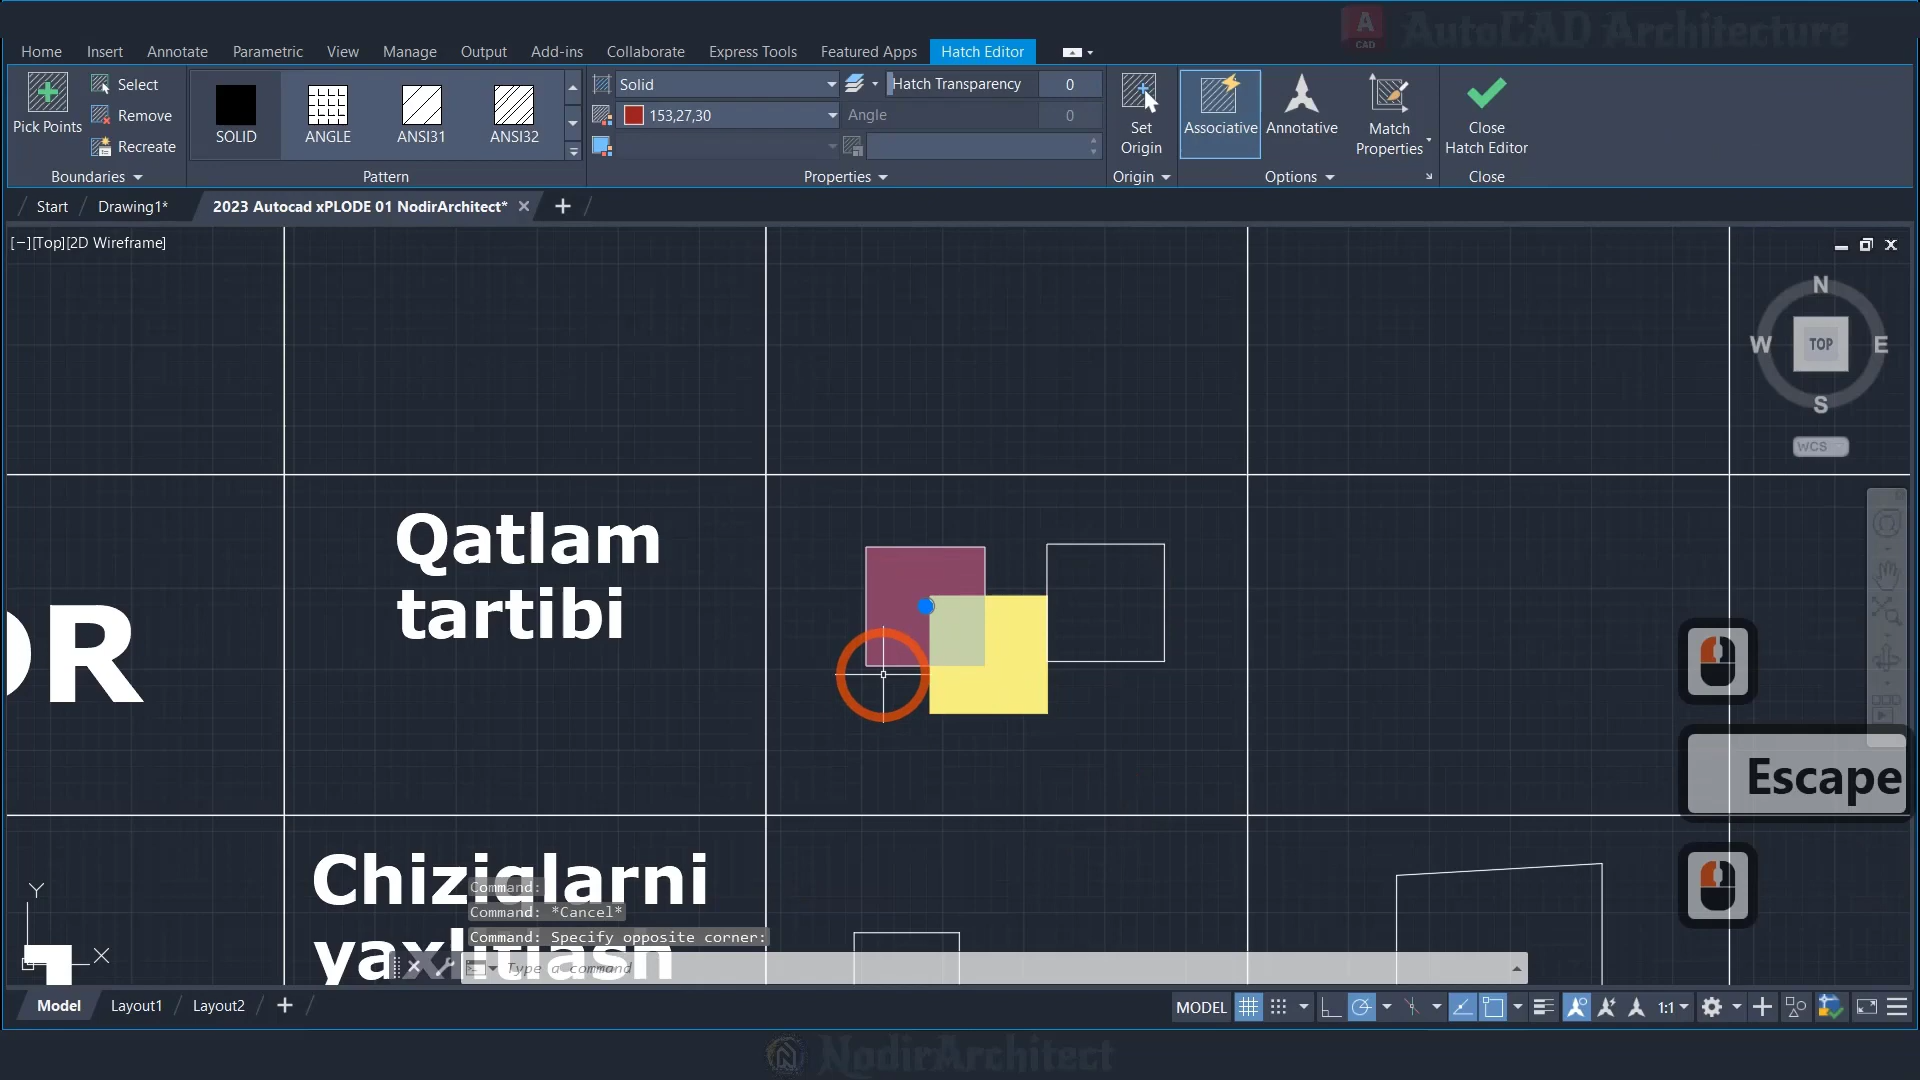 A
CAD
AutoCAD Architecture
Home
Insert
Annotate
Parametric
View
Manage
Output
Add-ins
Collaborate
Express Tools
Featured Apps
Hatch Editor
Pick Points
Select
Remove
Recreate
Boundaries
SOLID
ANGLE
ANSI31
ANSI32
Pattern
Solid
153,27,30
Hatch Transparency
0
Angle
0
Properties
Set
Origin
Origin
Associative
Annotative
Match
Properties
Options
Close
Hatch Editor
Close
Start
Drawing1*
2023 Autocad xPLODE 01 NodirArchitect*
[−][Top][2D Wireframe]
N
W
TOP
E
S
WCS
Qatlam
tartibi
OR
Escape
Chiziqlarni
yaxlitlash
Command:
Command: *Cancel*
Command: Specify opposite corner:
Type a command
Y
X
Model
Layout1
Layout2
MODEL
1:1
NodirArchitect